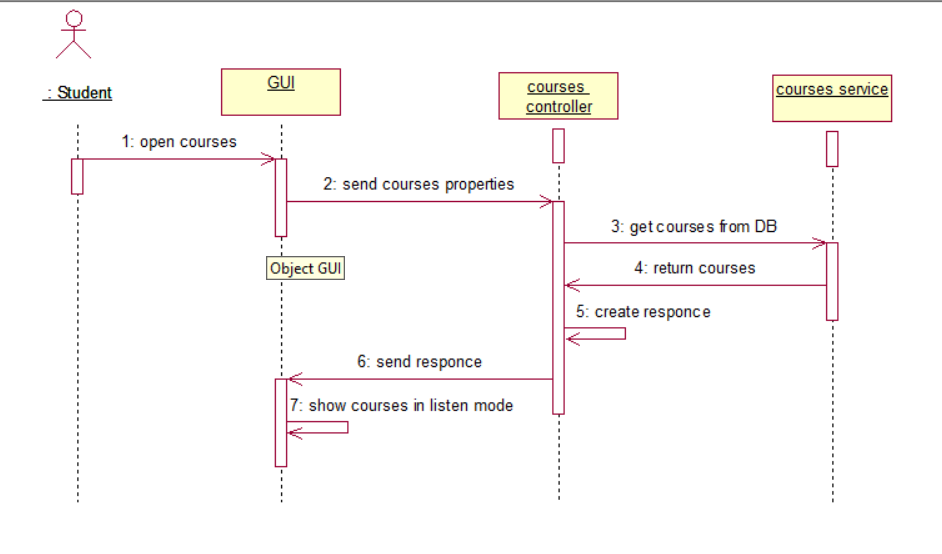 : Student
GUI
courses
controller
courses service
1: open courses
2: send courses properties
3: get courses from DB
Object GUI
4: return courses
5: create responce
6: send responce
7: show courses in listen mode